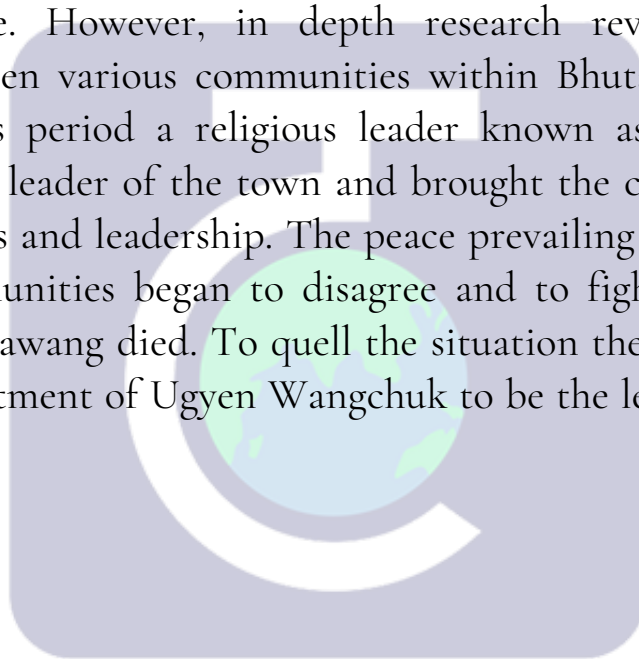 e. However, in depth research rev
en various communities within Bhut
s period a religious leader known as
leader of the town and brought the c
s and leadership. The peace prevailing
unities began to disagree and to figh
awang died. To quell the situation the
tment of Ugyen Wangchuk to be the le